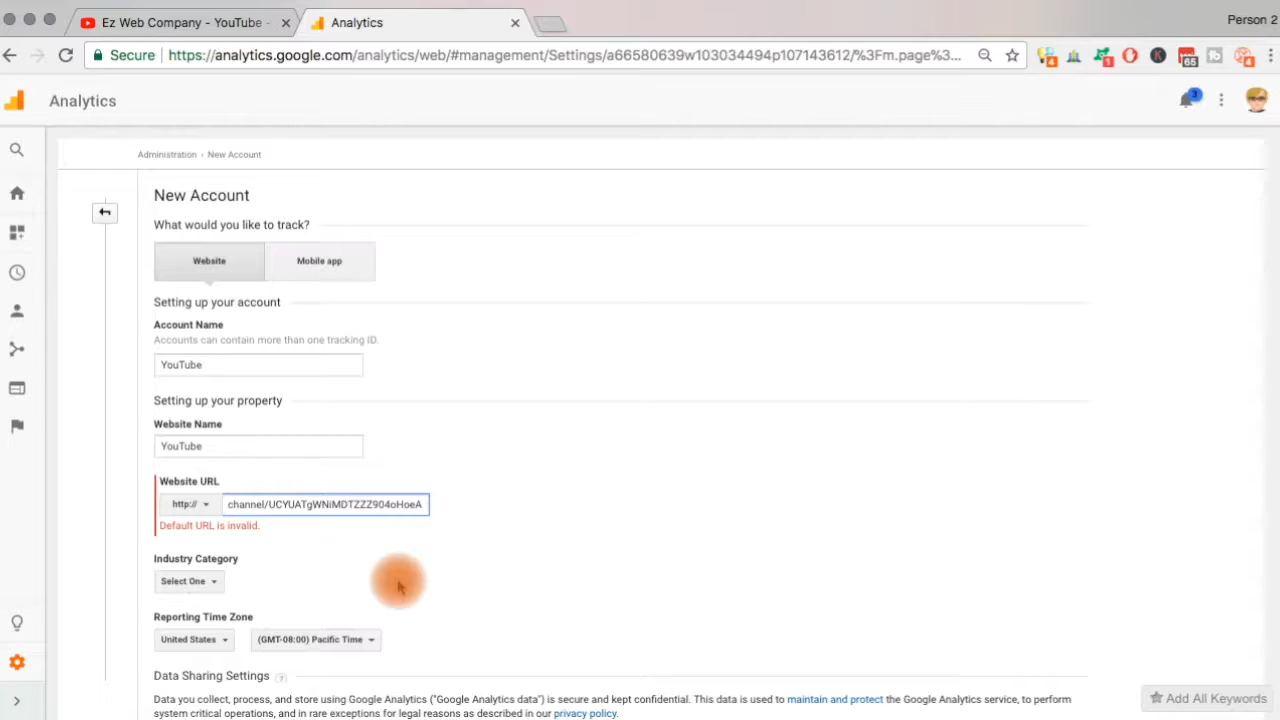 Ez Web Company - YouTube -
Analytics
Person 2
Secure
https://analytics.google.com/analytics/web/#management/Settings/a66580639w103034494p107143612/%3Fm.page%3...
4
1
K
65
tb
4
Analytics
3
Administration › New Account
New Account
What would you like to track?
Website
Mobile app
Setting up your account
Account Name
Accounts can contain more than one tracking ID.
YouTube
Setting up your property
Website Name
YouTube
Website URL
http://
channel/UCYUATgWNiMDTZZZ904oHoeA
Default URL is invalid.
Industry Category
Select One
Reporting Time Zone
United States
(GMT-08:00) Pacific Time
Data Sharing Settings ?
Data you collect, process, and store using Google Analytics ("Google Analytics data") is secure and kept confidential. This data is used to maintain and protect the Google Analytics service, to perform
system critical operations, and in rare exceptions for legal reasons as described in our privacy policy.
Add All Keywords